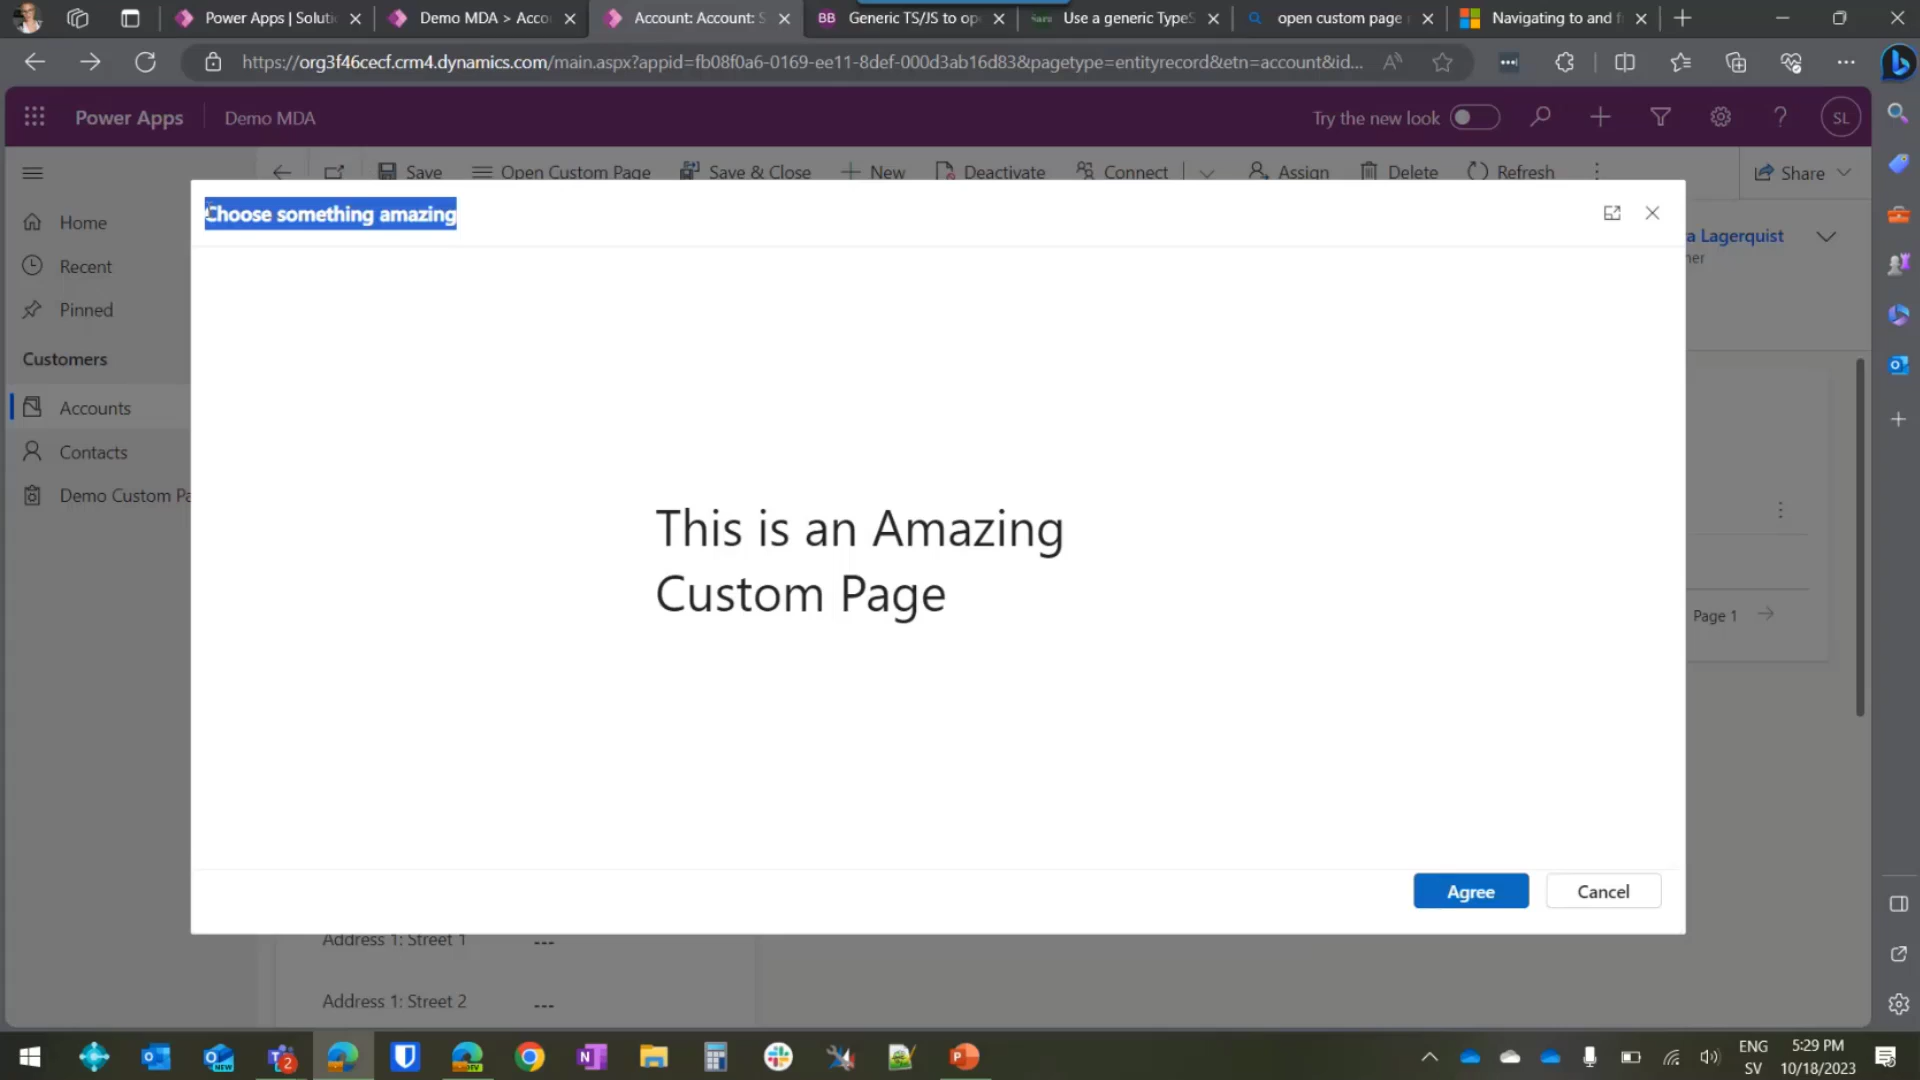 Power Apps | Soluti
Demo MDA > Acco
Account: Account: S
BB
Generic TS/JS to op
Use a generic TypeS
open custom page
Navigating to and f
https://org3f46cecf.crm4.dynamics.com/main.aspx?appid=fb08f0a6-0169-ee11-8def-000d3ab16d83&pagetype=entityrecord&etn=account&id...
Power Apps
Demo MDA
Try the new look
SL
Save
Open Custom Page
Save & Close
New
Deactivate
Connect
Assign
Delete
Refresh
Share
Choose something amazing
Home
Recent
Pinned
Customers
Accounts
Contacts
Demo Custom Pa
a Lagerquist
ner
This is an Amazing
Custom Page
Page 1
Agree
Cancel
Address 1: Street 1
---
Address 1: Street 2
---
ENG
SV
5:29 PM
10/18/2023